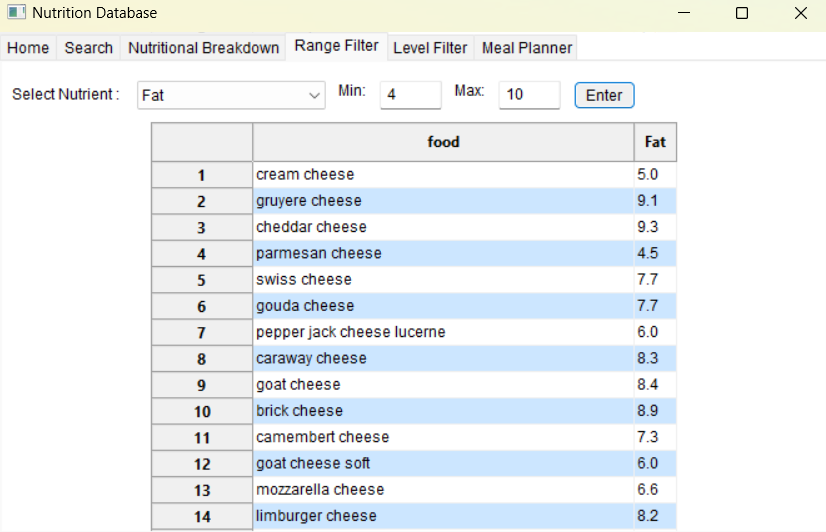 Nutrition Database
Home Search Nutritional Breakdown Range Filter Level Filter Meal Planner
Select Nutrient : Fat Min: 4 Max: 10 Enter
food Fat
1 cream cheese 5.0
2 gruyere cheese 9.1
3 cheddar cheese 9.3
4 parmesan cheese 4.5
5 swiss cheese 7.7
6 gouda cheese 7.7
7 pepper jack cheese lucerne 6.0
8 caraway cheese 8.3
9 goat cheese 8.4
10 brick cheese 8.9
11 camembert cheese 7.3
12 goat cheese soft 6.0
13 mozzarella cheese 6.6
14 limburger cheese 8.2